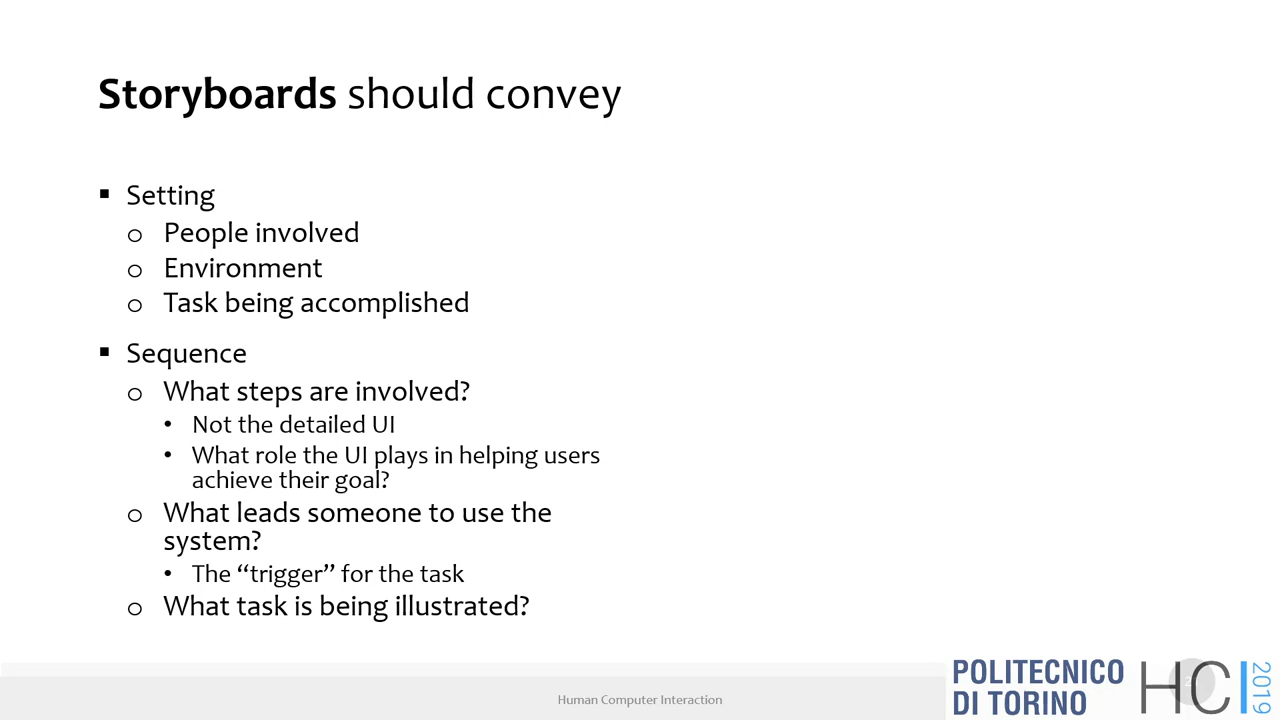 Storyboards should convey
▪ Setting
o People involved
o Environment
o Task being accomplished
▪ Sequence
o What steps are involved?
• Not the detailed UI
• What role the UI plays in helping users
achieve their goal?
o What leads someone to use the
system?
• The “trigger” for the task
o What task is being illustrated?
Human Computer Interaction
POLITECNICO
DI TORINO
HCI
2019